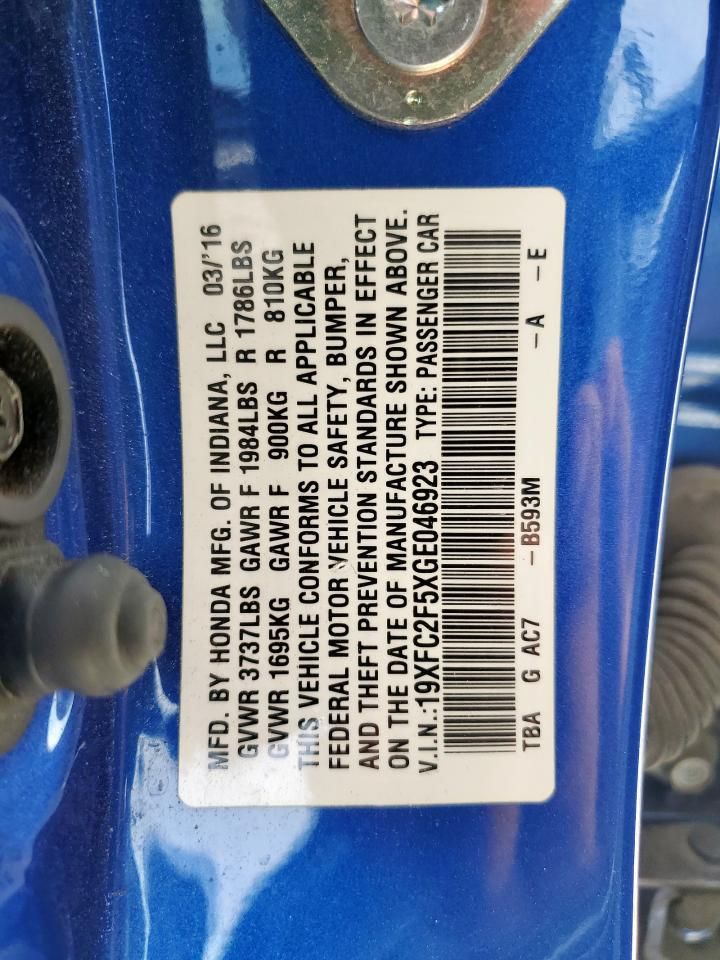 MFD. BY HONDA MFG. OF INDIANA, LLC 03/'16
GVWR 3737LBS GAWR F 1984LBS R 1786LBS
GVWR 1695KG GAWR F 900KG R 810KG
THIS VEHICLE CONFORMS TO ALL APPLICABLE
FEDERAL MOTOR VEHICLE SAFETY, BUMPER,
AND THEFT PREVENTION STANDARDS IN EFFECT
ON THE DATE OF MANUFACTURE SHOWN ABOVE.
V.I.N.:19XFC2F5XGE046923 TYPE: PASSENGER CAR
TBA G AC7 -B593M -A -E